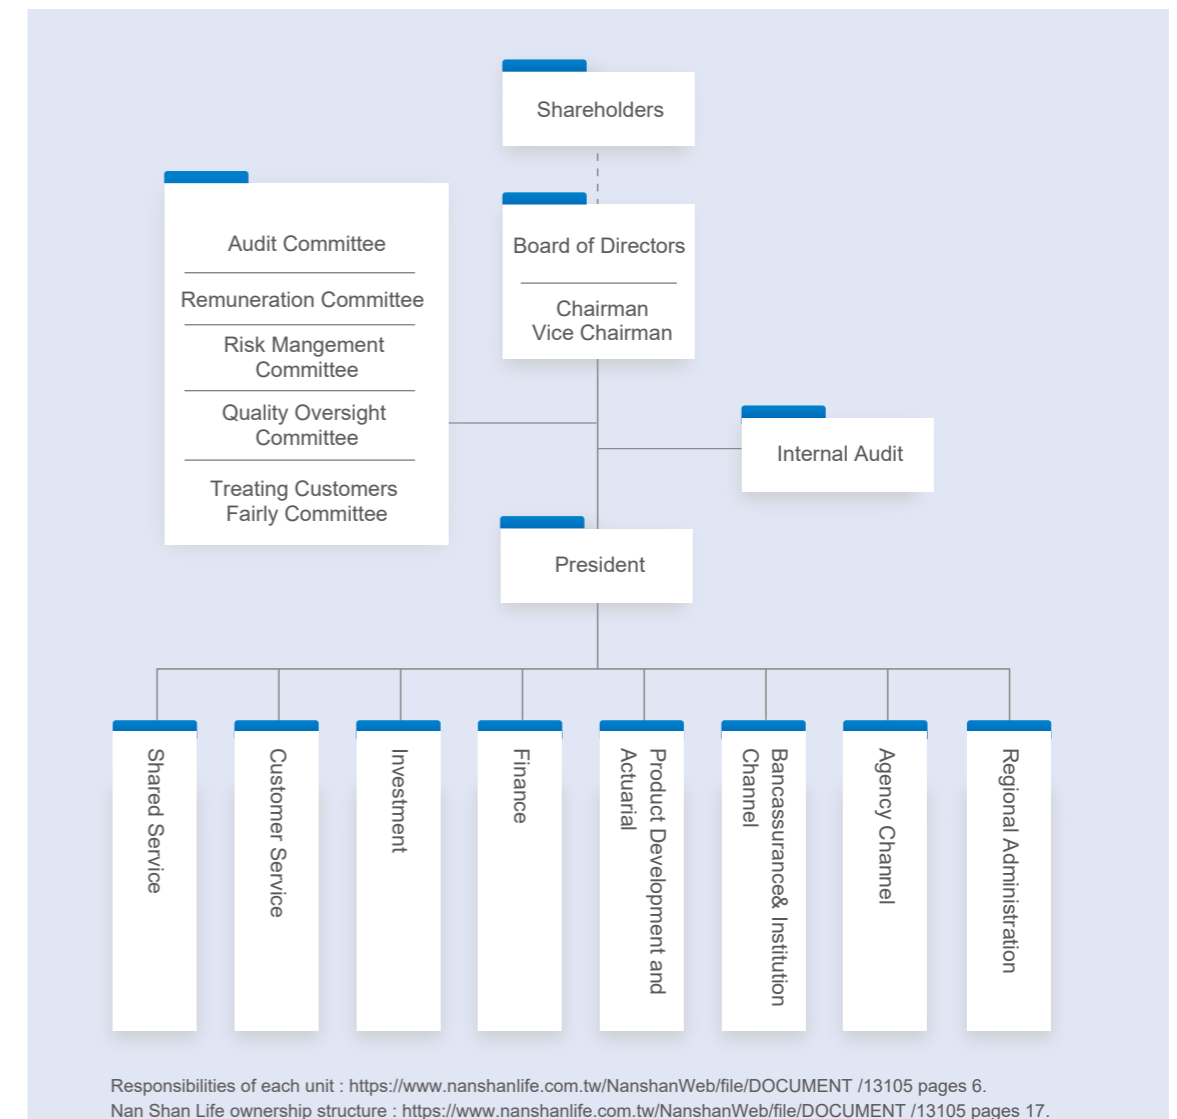 Shareholders
Board of Directors
Chairman
Vice Chairman
Audit Committee
Remuneration Committee
Risk Mangement
Committee
Quality Oversight
Committee
Treating Customers
Fairly Committee
Internal Audit
President
Shared Service
Customer Service
Investment
Finance
Product Development and
Actuarial
Bancassurance& Institution
Channel
Agency Channel
Regional Administration
Responsibilities of each unit : https://www.nanshanlife.com.tw/NanshanWeb/file/DOCUMENT /13105 pages 6.
Nan Shan Life ownership structure : https://www.nanshanlife.com.tw/NanshanWeb/file/DOCUMENT /13105 pages 17.